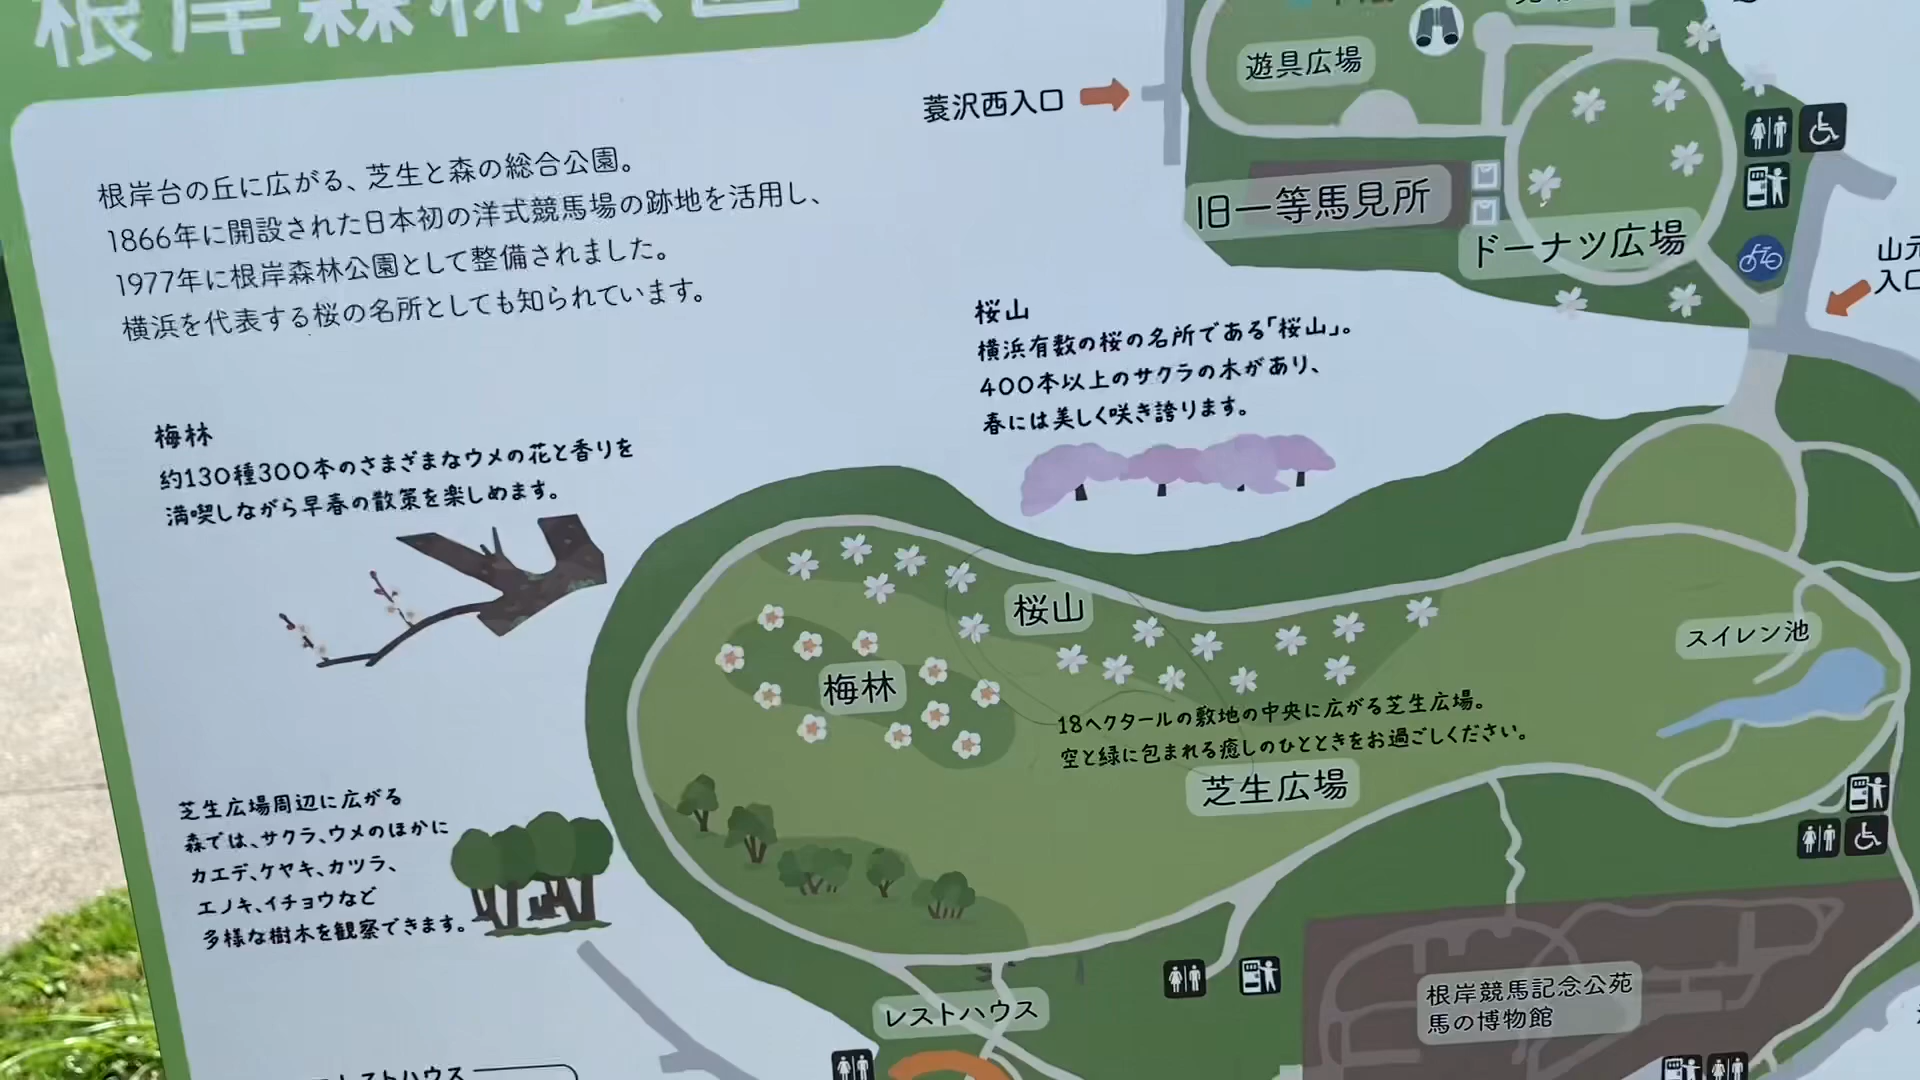 根岸森林公園
遊具広場
蓑沢西入口
根岸台の丘に広がる、芝生と森の総合公園。
1866年に開設された日本初の洋式競馬場の跡地を活用し、
1977年に根岸森林公園として整備されました。
横浜を代表する桜の名所としても知られています。
旧一等馬見所
ドーナツ広場
山元
入口
桜山
横浜有数の桜の名所である「桜山」。
400本以上のサクラの木があり、
春には美しく咲き誇ります。
梅林
約130種300本のさまざまなウメの花と香りを
満喫しながら早春の散策を楽しめます。
桜山
スイレン池
梅林
18ヘクタールの敷地の中央に広がる芝生広場。
空と緑に包まれる癒しのひとときをお過ごしください。
芝生広場
芝生広場周辺に広がる
森では、サクラ、ウメのほかに
カエデ、ケヤキ、カツラ、
エノキ、イチョウなど
多様な樹木を観察できます。
レストハウス
根岸競馬記念公苑
馬の博物館
レストハウス